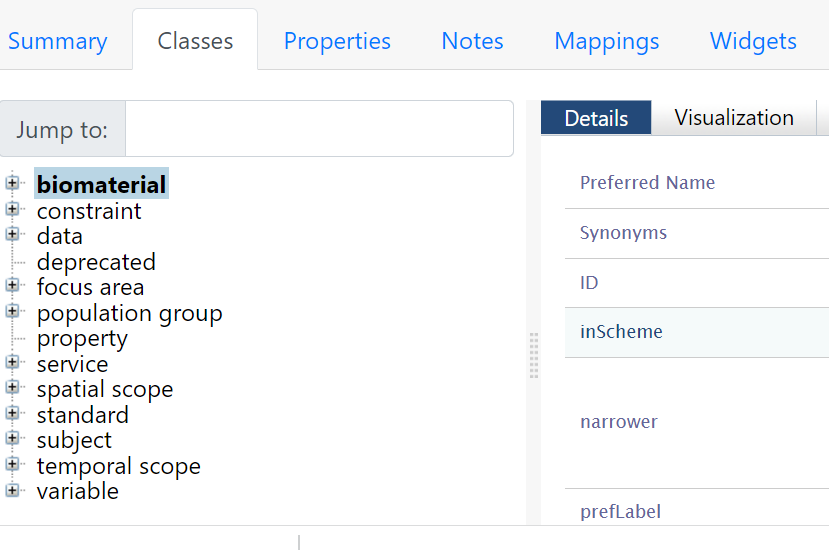 Summary Classes Properties Notes Mappings Widgets
Jump to:
biomaterial
constraint
data
deprecated
focus area
population group
property
service
spatial scope
standard
subject
temporal scope
variable
Details Visualization
Preferred Name
Synonyms
ID
inScheme
narrower
prefLabel